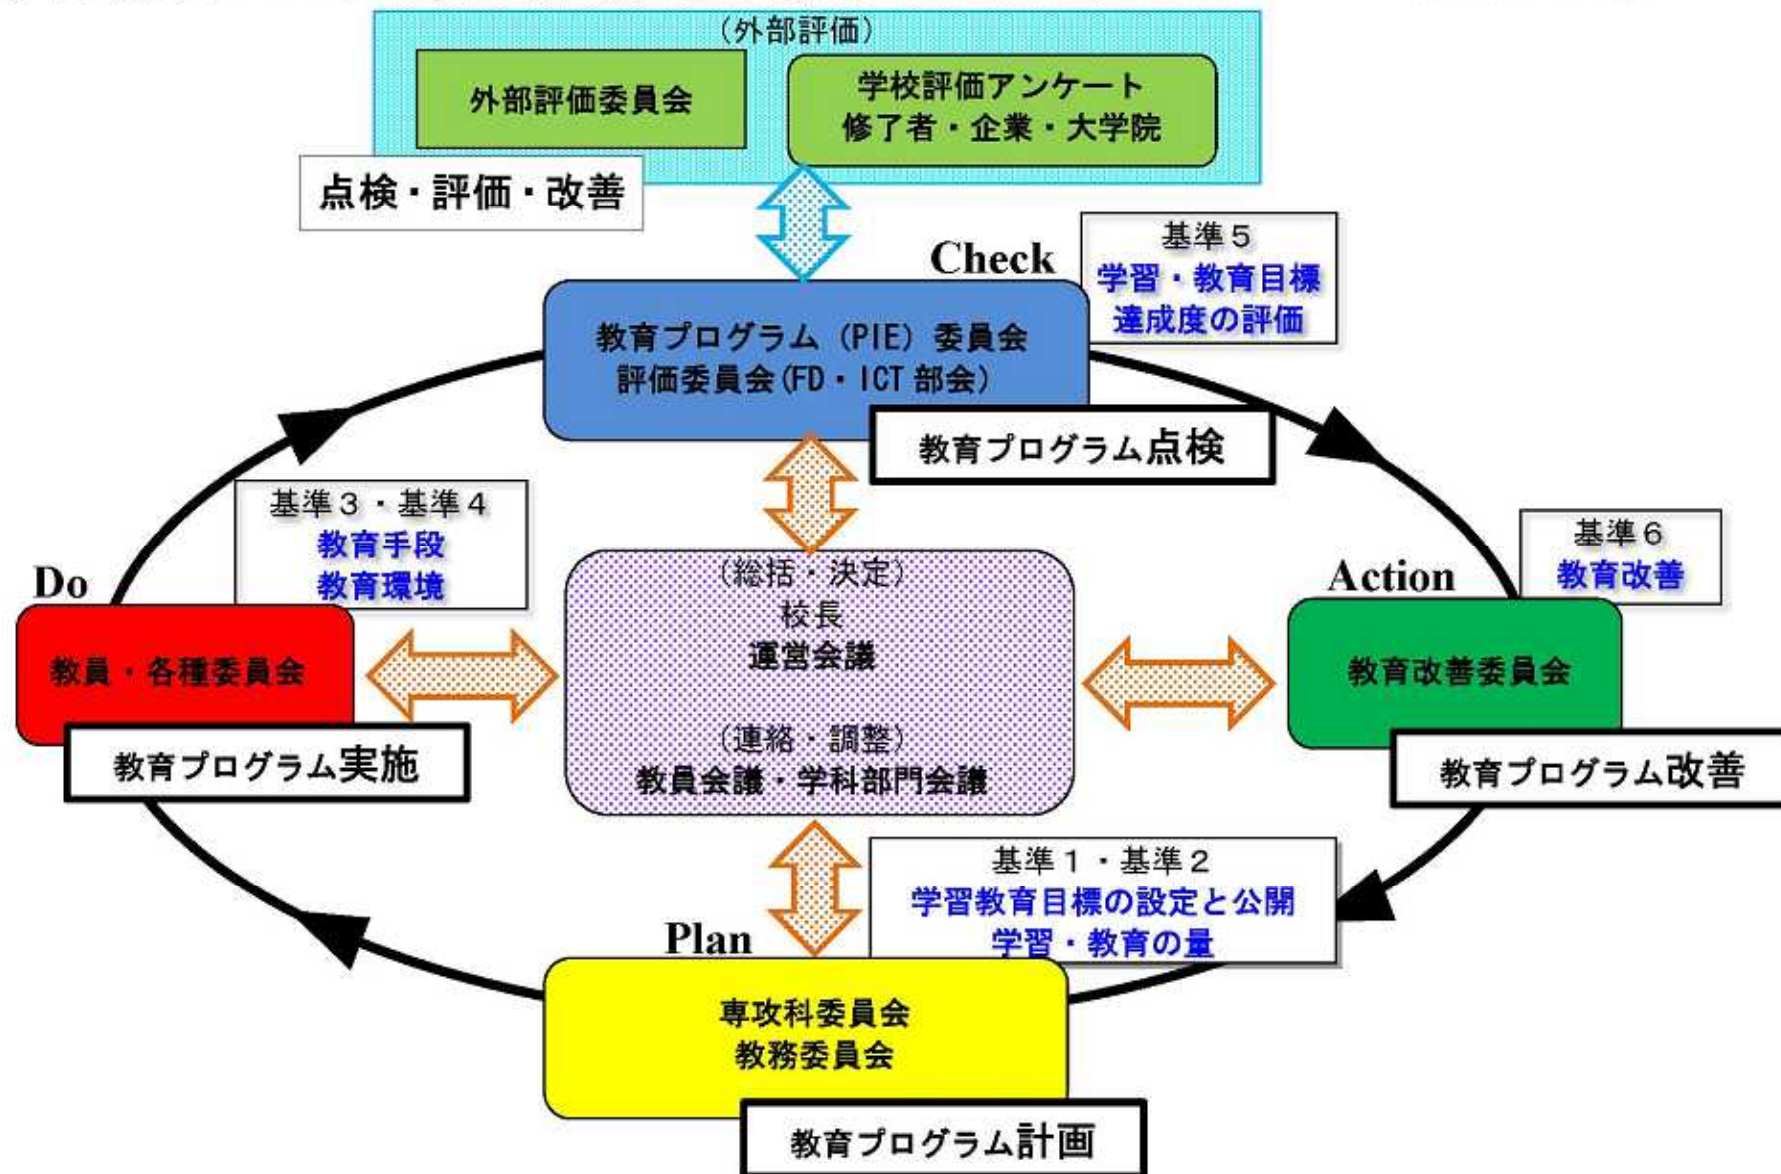 (外部評価)
外部評価委員会
学校評価アンケート
修了者・企業・大学院
点検・評価・改善
Check
基準５
学習・教育目標
達成度の評価
教育プログラム（PIE）委員会
評価委員会(FD・ICT 部会)
教育プログラム点検
基準３・基準４
教育手段
教育環境
Do
教員・各種委員会
教育プログラム実施
(総括・決定)
校長
運営会議
(連絡・調整)
教員会議・学科部門会議
基準６
教育改善
Action
教育改善委員会
教育プログラム改善
基準１・基準２
学習教育目標の設定と公開
学習・教育の量
Plan
専攻科委員会
教務委員会
教育プログラム計画